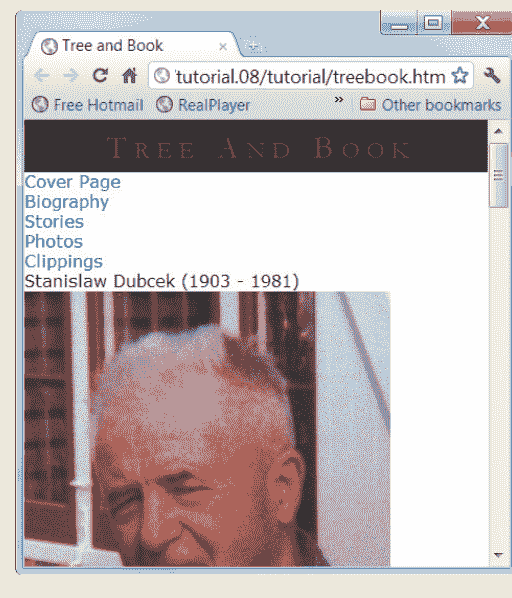 Tree and Book
'tutorial.08/tutorial/treebook.htm
Free Hotmail RealPlayer » Other bookmarks
TREE AND BOOK
Cover Page
Biography
Stories
Photos
Clippings
Stanislaw Dubcek (1903 - 1981)